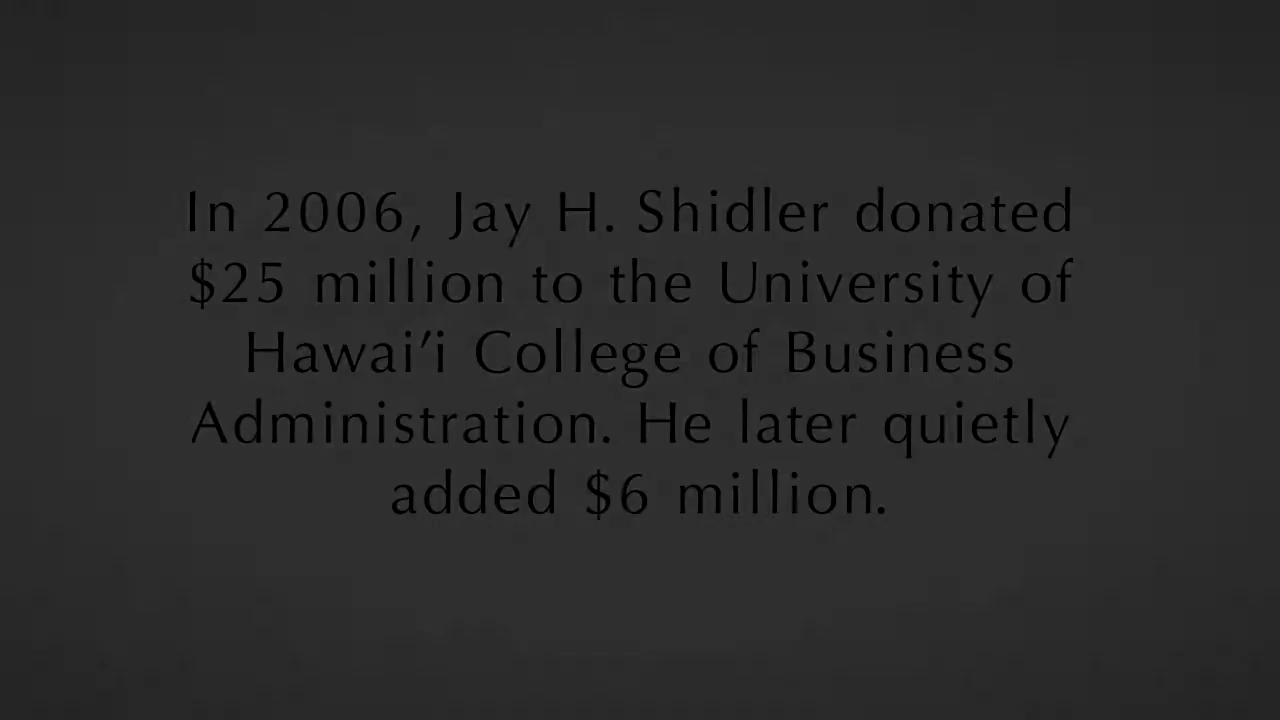 In 2006, Jay H. Shidler donated
$25 million to the University of
Hawai’i College of Business
Administration. He later quietly
added $6 million.